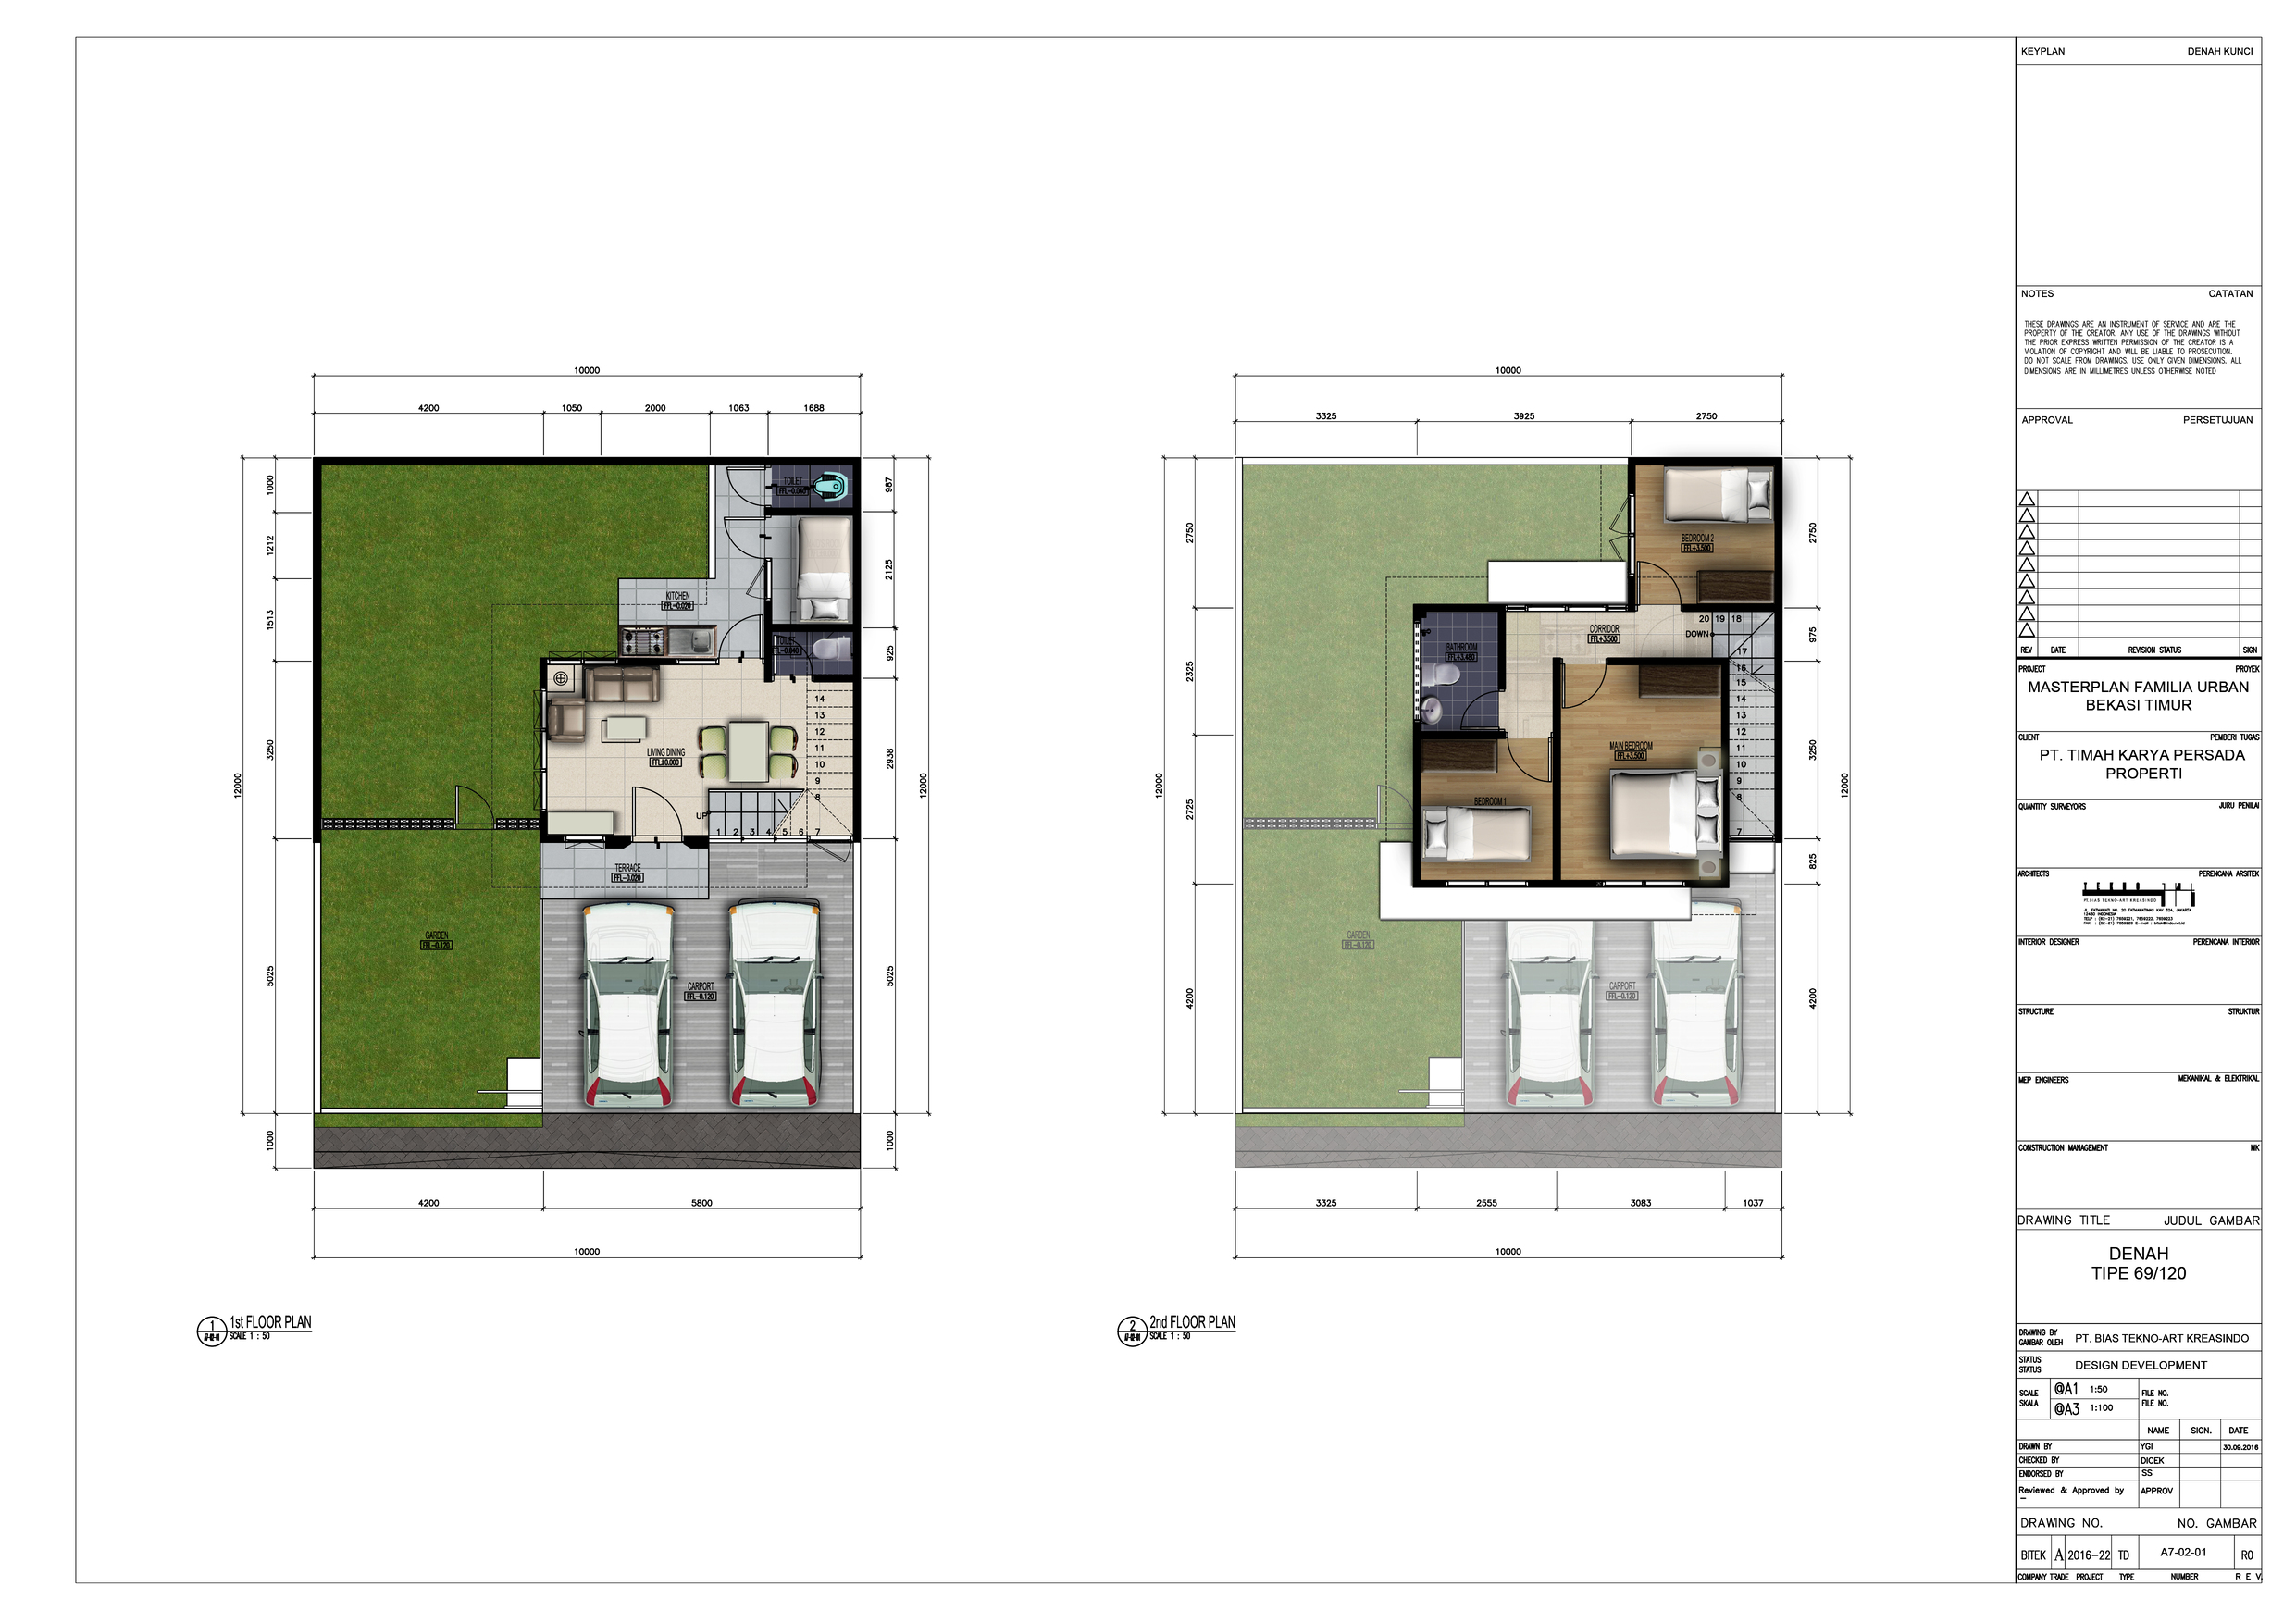 10000
4200 1050 2000 1063 1688
1000
1212
1513
3250
5025
1000
12000
987
2125
925
2938
5025
1000
12000
TOILET
FFL-0.040
KITCHEN
FFL-0.020
TOILET
FFL-0.040
LIVING DINING
FFL±0.000
14
13
12
11
10
9
8
UP
1 2 3 4 5 6 7
TERRACE
FFL-0.020
GARDEN
FFL-0.120
CARPORT
FFL-0.120
4200 5800
10000
1 1st FLOOR PLAN
SCALE 1 : 50
10000
3325 3925 2750
2750
2325
2725
4200
12000
2750
975
3250
825
4200
12000
BEDROOM 2
FFL+3.500
CORRIDOR
FFL+3.500
20 19 18
DOWN
17
16
15
14
13
12
11
10
9
8
7
BATHROOM
FFL+3.480
MAIN BEDROOM
FFL+3.500
BEDROOM 1
GARDEN
FFL-0.120
CARPORT
FFL-0.120
3325 2555 3083 1037
10000
2 2nd FLOOR PLAN
SCALE 1 : 50
KEYPLAN DENAH KUNCI
NOTES CATATAN
THESE DRAWINGS ARE AN INSTRUMENT OF SERVICE AND ARE THE
PROPERTY OF THE CREATOR. ANY USE OF THE DRAWINGS WITHOUT
THE PRIOR EXPRESS WRITTEN PERMISSION OF THE CREATOR IS A
VIOLATION OF COPYRIGHT AND WILL BE LIABLE TO PROSECUTION.
DO NOT SCALE FROM DRAWINGS. USE ONLY GIVEN DIMENSIONS. ALL
DIMENSIONS ARE IN MILLIMETRES UNLESS OTHERWISE NOTED
APPROVAL PERSETUJUAN
REV DATE REVISION STATUS SIGN
PROJECT PROYEK
MASTERPLAN FAMILIA URBAN
BEKASI TIMUR
CLIENT PEMBERI TUGAS
PT. TIMAH KARYA PERSADA
PROPERTI
QUANTITY SURVEYORS JURU PENILAI
ARCHITECTS PERENCANA ARSITEK
TEKNO
PT.BIAS TEKNO-ART KREASINDO
INTERIOR DESIGNER PERENCANA INTERIOR
STRUCTURE STRUKTUR
MEP ENGINEERS MEKANIKAL & ELEKTRIKAL
CONSTRUCTION MANAGEMENT MK
DRAWING TITLE JUDUL GAMBAR
DENAH
TIPE 69/120
DRAWING BY
GAMBAR OLEH PT. BIAS TEKNO-ART KREASINDO
STATUS
STATUS DESIGN DEVELOPMENT
SCALE
SKALA
@A1 1:50
@A3 1:100
FILE NO.
FILE NO.
NAME SIGN. DATE
DRAWN BY YGI 30.09.2016
CHECKED BY DICEK
ENDORSED BY SS
Reviewed & Approved by APPROV
–
DRAWING NO. NO. GAMBAR
BITEK A 2016-22 TD A7-02-01 R0
COMPANY TRADE PROJECT TYPE NUMBER R E V